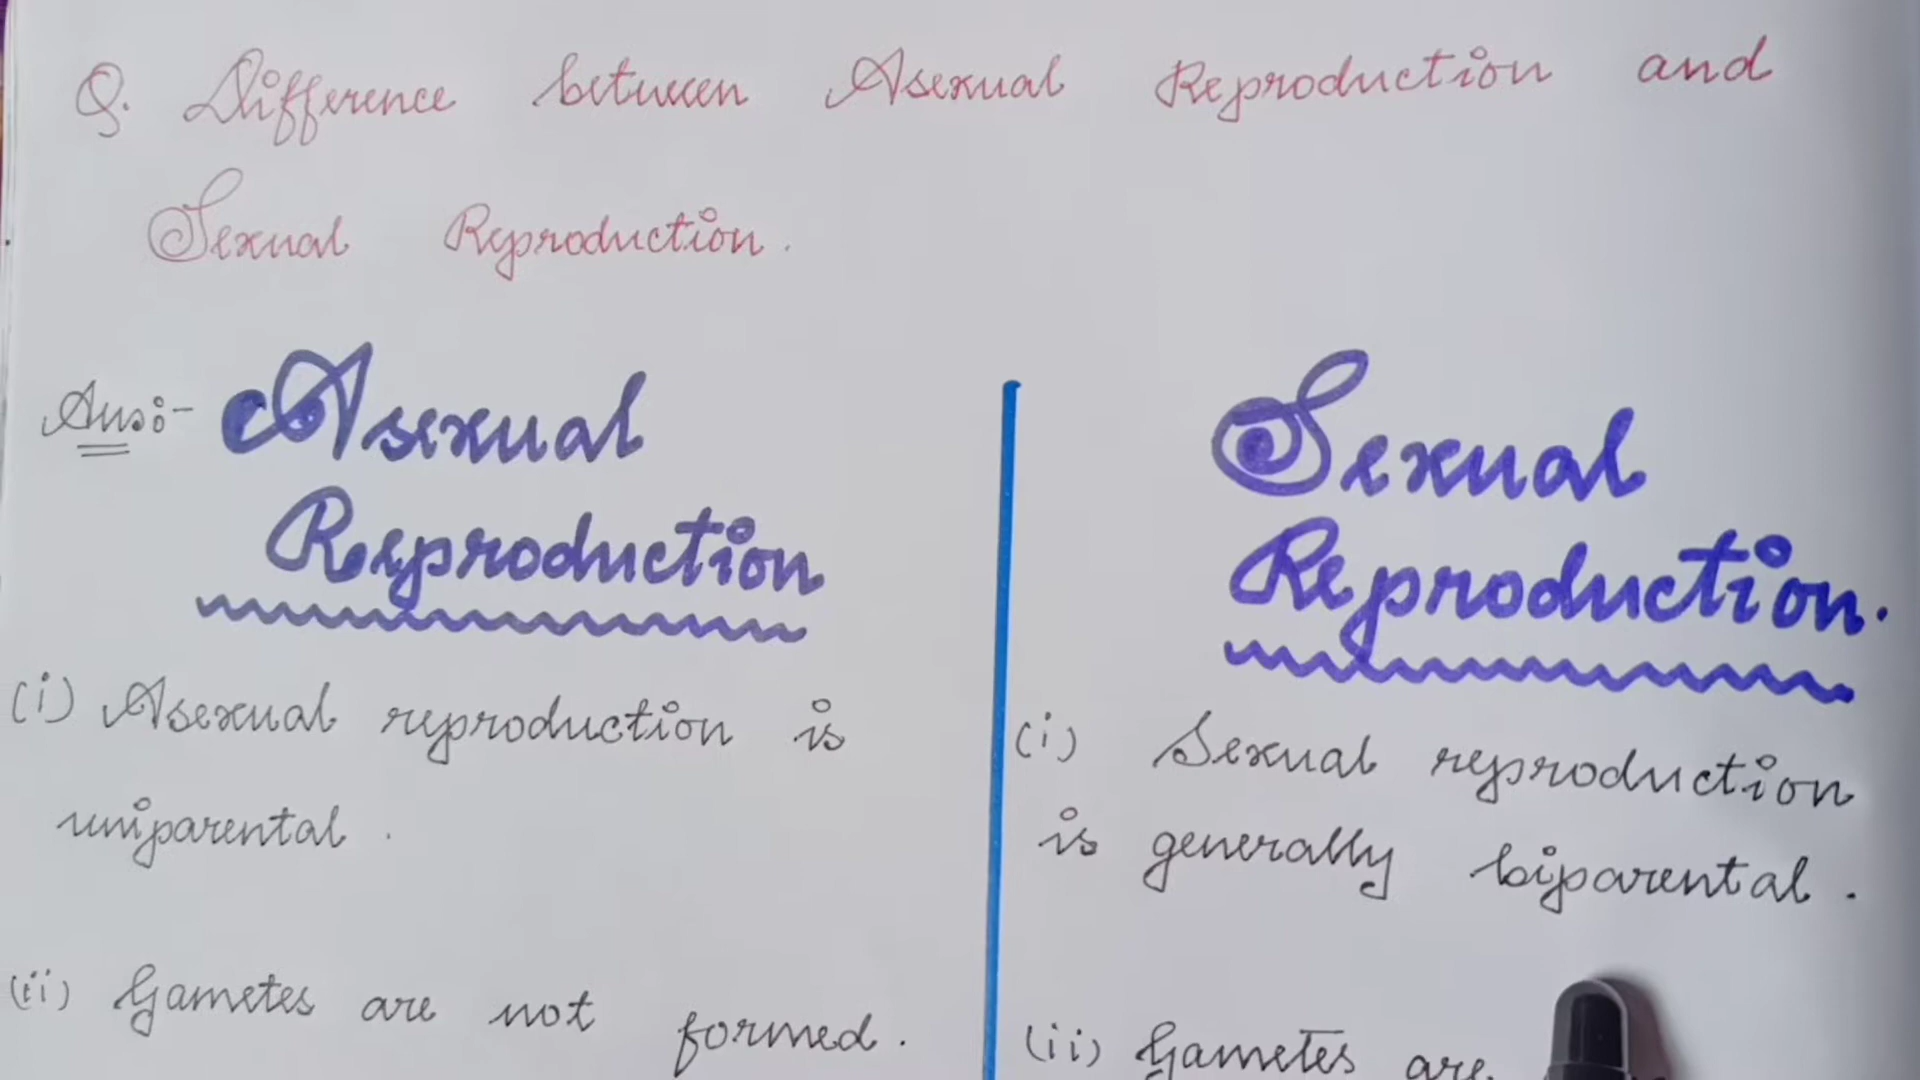 Q. Difference between Asexual Reproduction and
Sexual Reproduction.
Ans:-
Asexual
Reproduction
(i) Asexual reproduction is
uniparental.
(ii) Gametes are not formed.
Sexual
Reproduction.
(i) Sexual reproduction
is generally biparental.
(ii) Gametes are